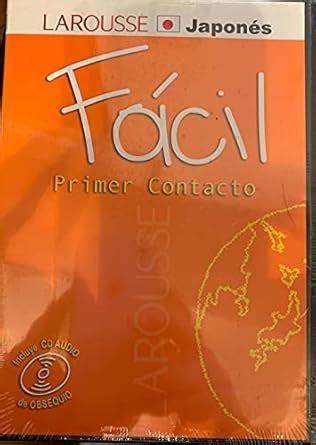 LAROUSSE Japonés
Fácil
Primer Contacto
LAROUSSE
Incluye CD AUDIO
de OBSEQUIO